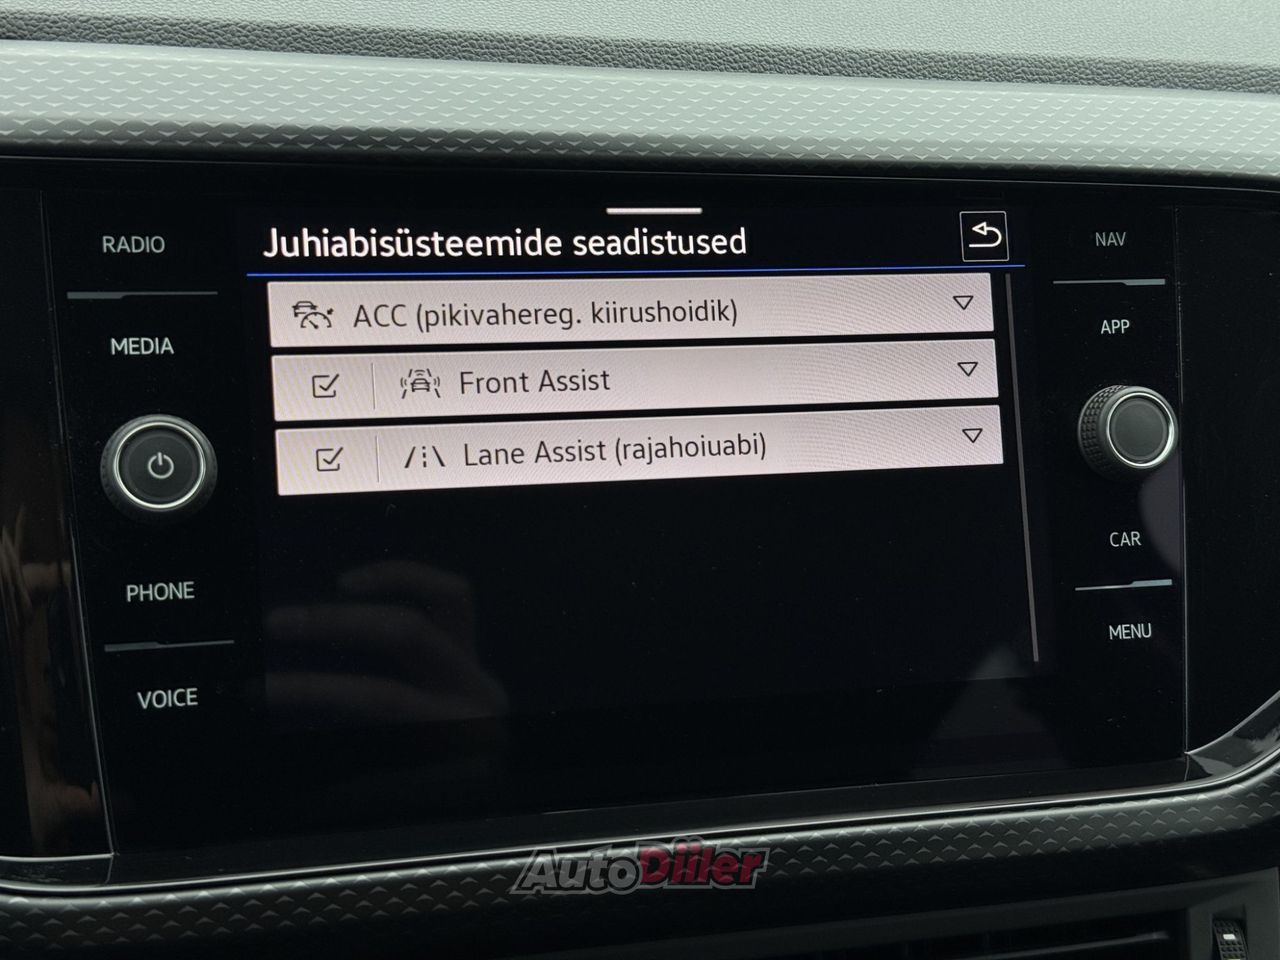 RADIO
MEDIA
PHONE
VOICE
Juhiabisüsteemide seadistused
ACC (pikivahereg. kiirushoidik)
Front Assist
Lane Assist (rajahoiuabi)
NAV
APP
CAR
MENU
AutoDiiler